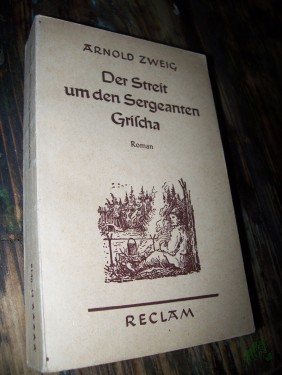 ARNOLD ZWEIG
Der Streit
um den Sergeanten
Griſcha
Roman
RECLAM